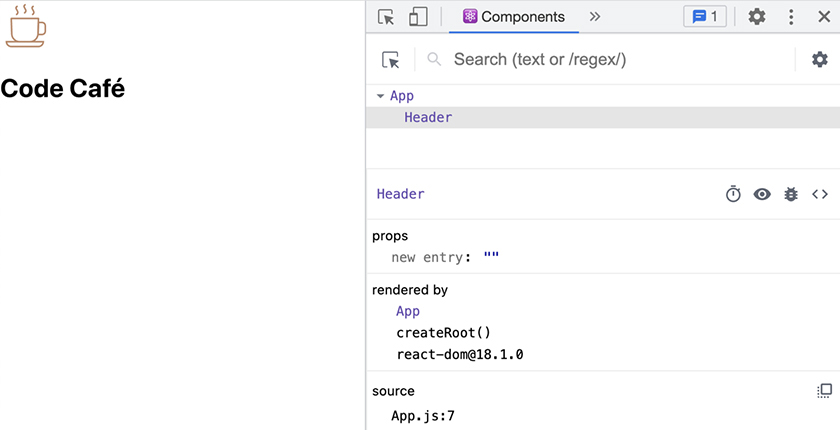 Code Café
Components
1
Search (text or /regex/)
App
Header
Header
props
new entry: ""
rendered by
App
createRoot()
react-dom@18.1.0
source
App.js:7